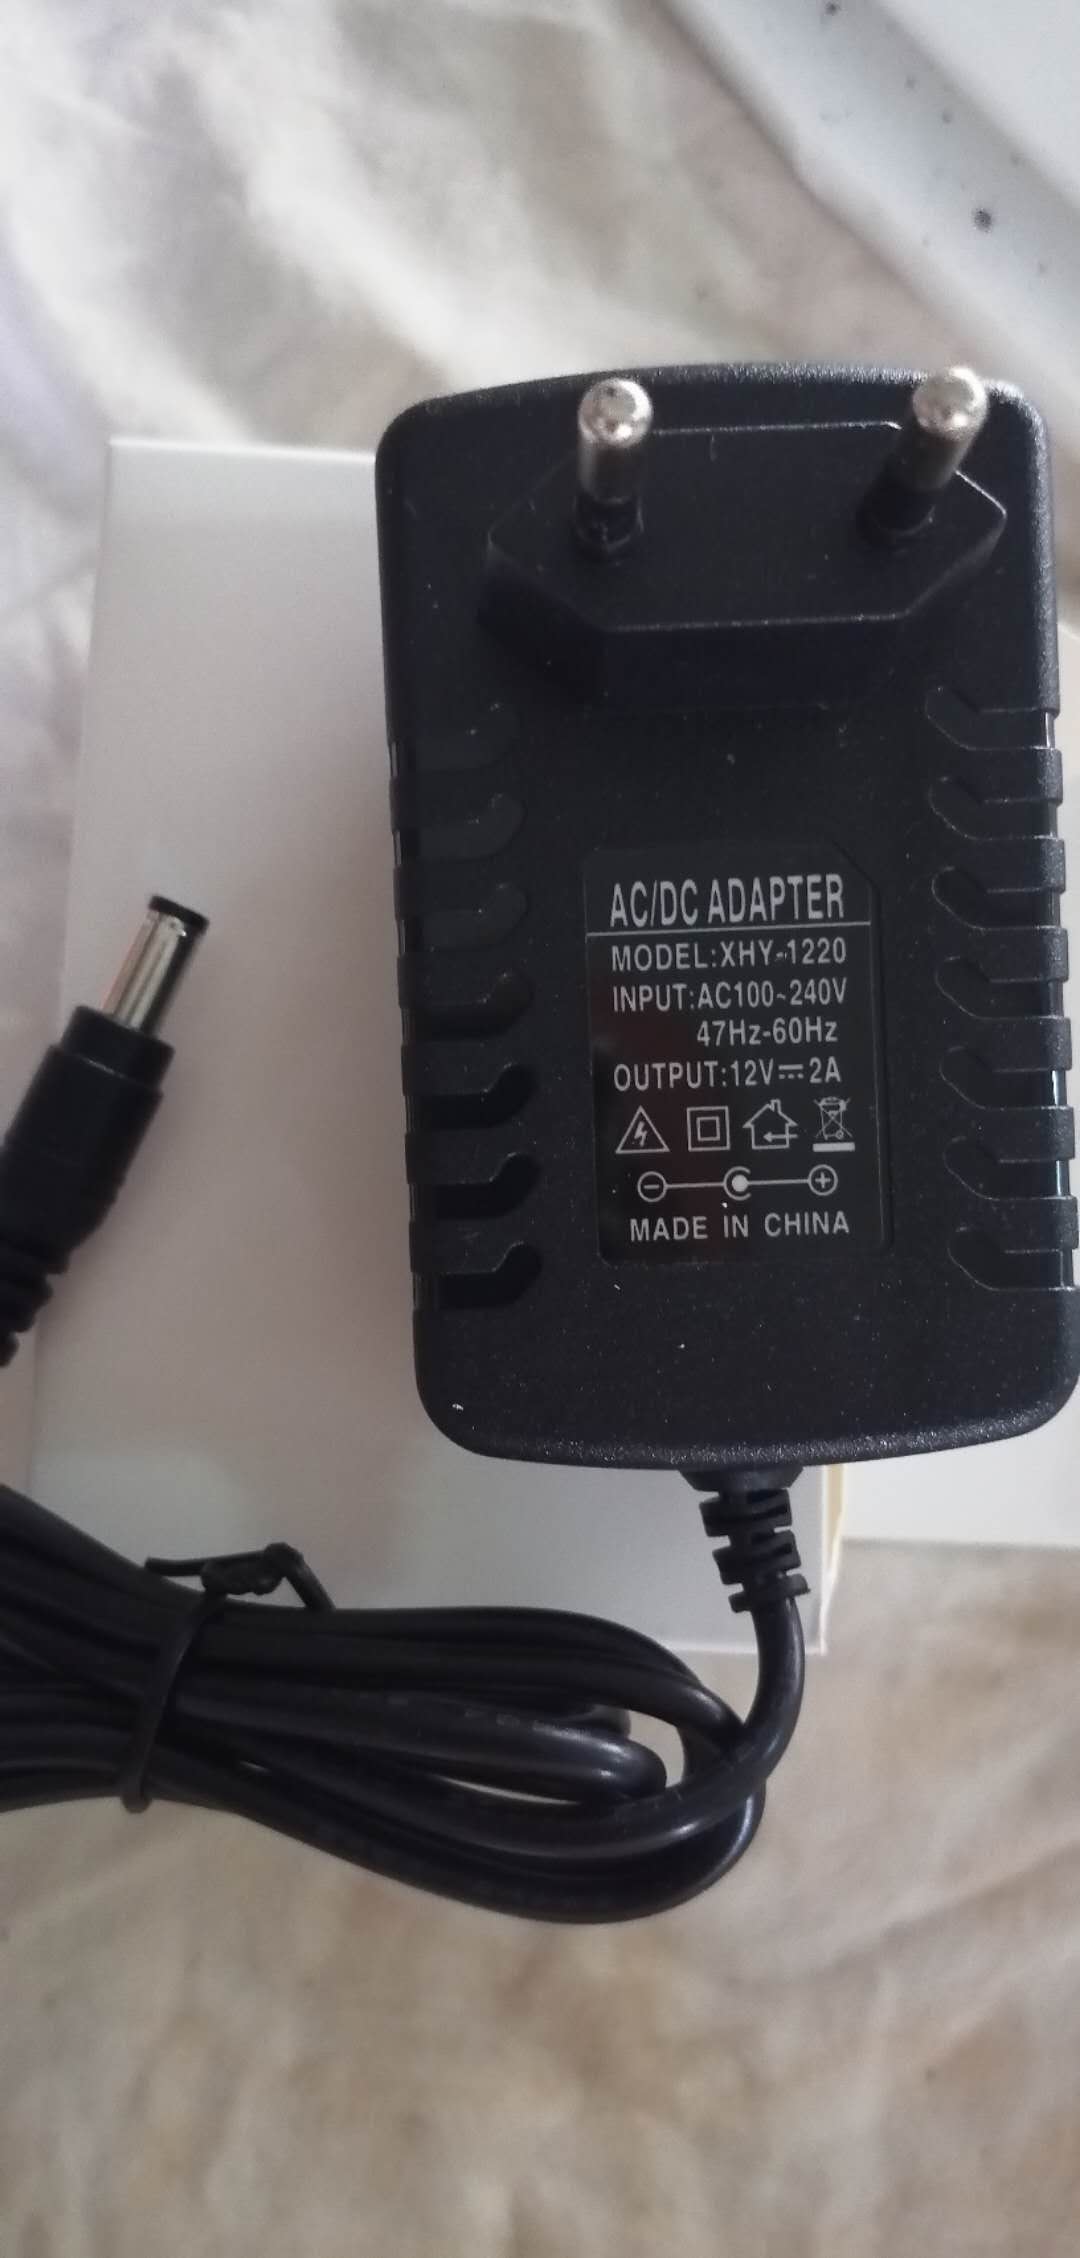 AC/DC ADAPTER
MODEL:XHY-1220
INPUT:AC100~240V
47Hz-60Hz
OUTPUT:12V⎓2A
MADE IN CHINA